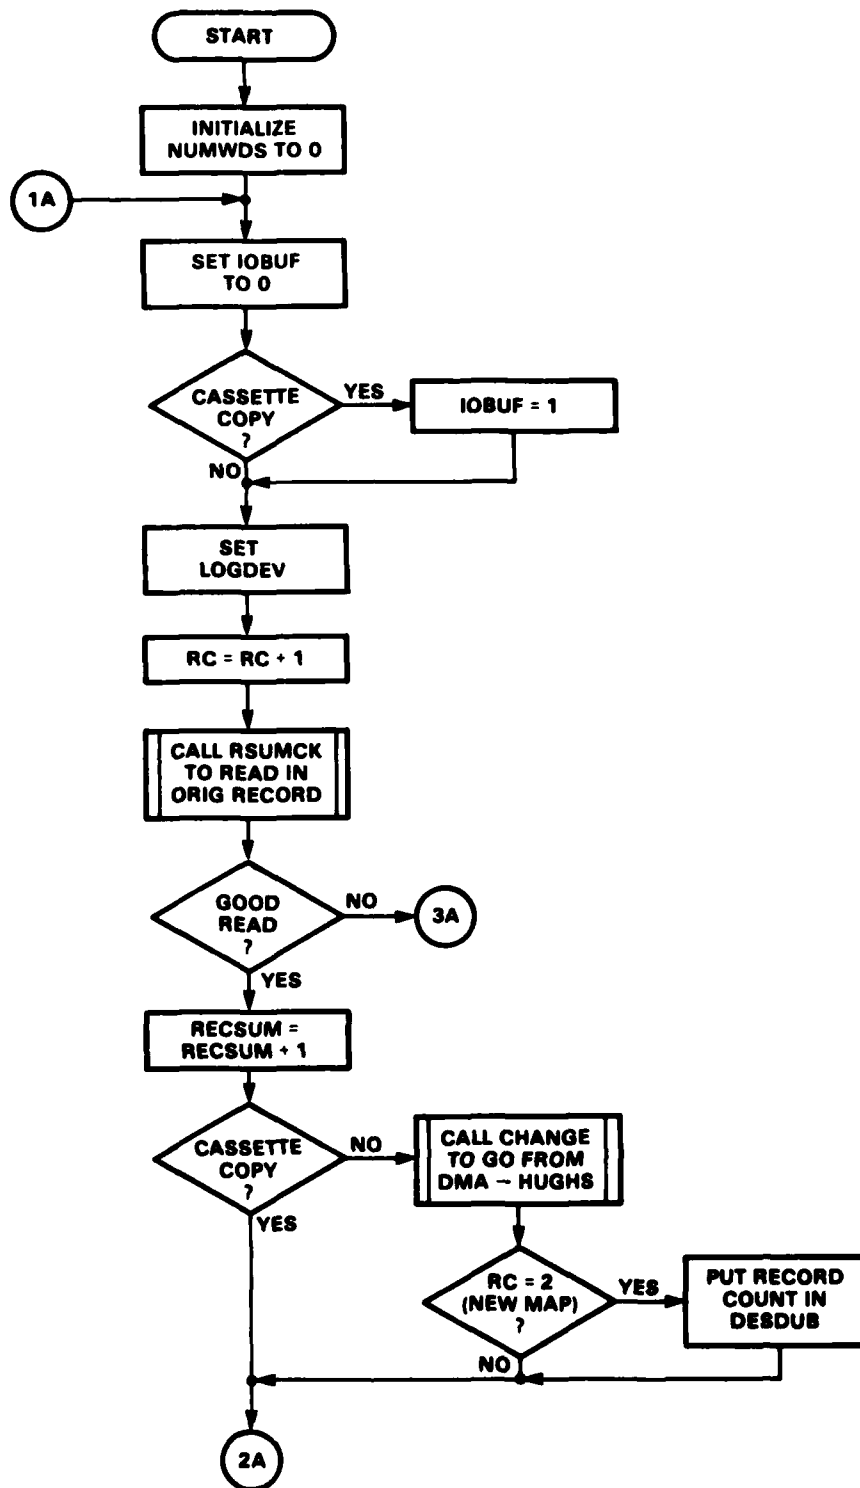 START
INITIALIZE
NUMWDS TO 0
1A
SET IOBUF
TO 0
CASSETTE
COPY
?
YES
IOBUF = 1
NO
SET
LOGDEV
RC = RC + 1
CALL RSUMCK
TO READ IN
ORIG RECORD
GOOD
READ
?
NO
3A
YES
RECSUM =
RECSUM + 1
CASSETTE
COPY
?
NO
CALL CHANGE
TO GO FROM
DMA – HUGHS
YES
RC = 2
(NEW MAP)
?
YES
PUT RECORD
COUNT IN
DESDUB
NO
2A